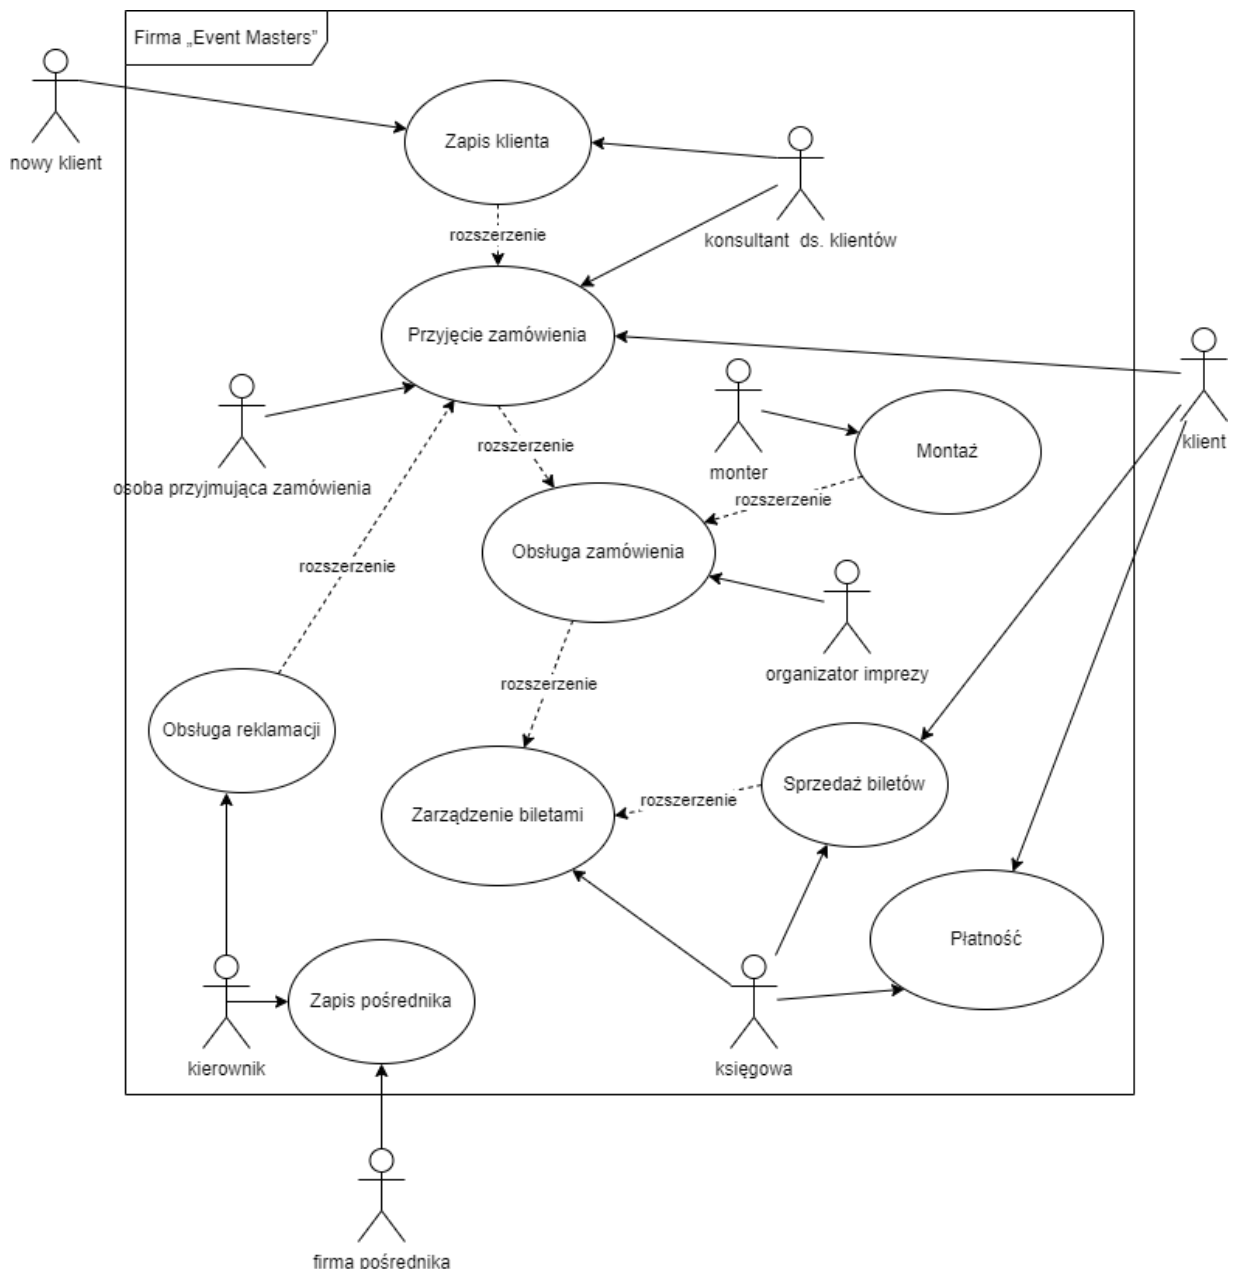 Firma „Event Masters”
nowy klient
Zapis klienta
konsultant ds. klientów
rozszerzenie
Przyjęcie zamówienia
klient
osoba przyjmująca zamówienia
rozszerzenie
monter
Montaż
rozszerzenie
Obsługa zamówienia
rozszerzenie
organizator imprezy
rozszerzenie
Obsługa reklamacji
Sprzedaż biletów
rozszerzenie
Zarządzenie biletami
Płatność
Zapis pośrednika
kierownik
księgowa
firma pośrednika